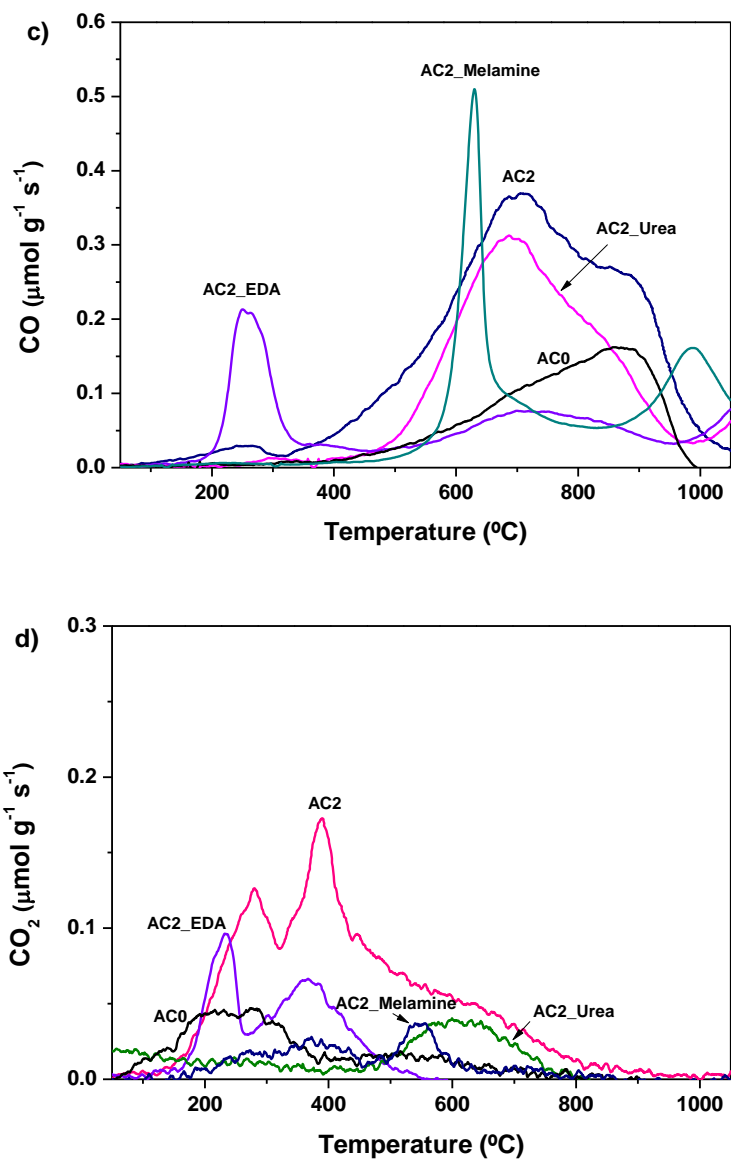 c)
0.6
0.5
0.4
0.3
0.2
0.1
0.0
CO (μmol g⁻¹ s⁻¹)
AC2_Melamine
AC2
AC2_Urea
AC2_EDA
AC0
200 400 600 800 1000
Temperature (ºC)
d)
0.3
0.2
0.1
0.0
CO₂ (μmol g⁻¹ s⁻¹)
AC2
AC2_EDA
AC0
AC2_Melamine
AC2_Urea
200 400 600 800 1000
Temperature (ºC)